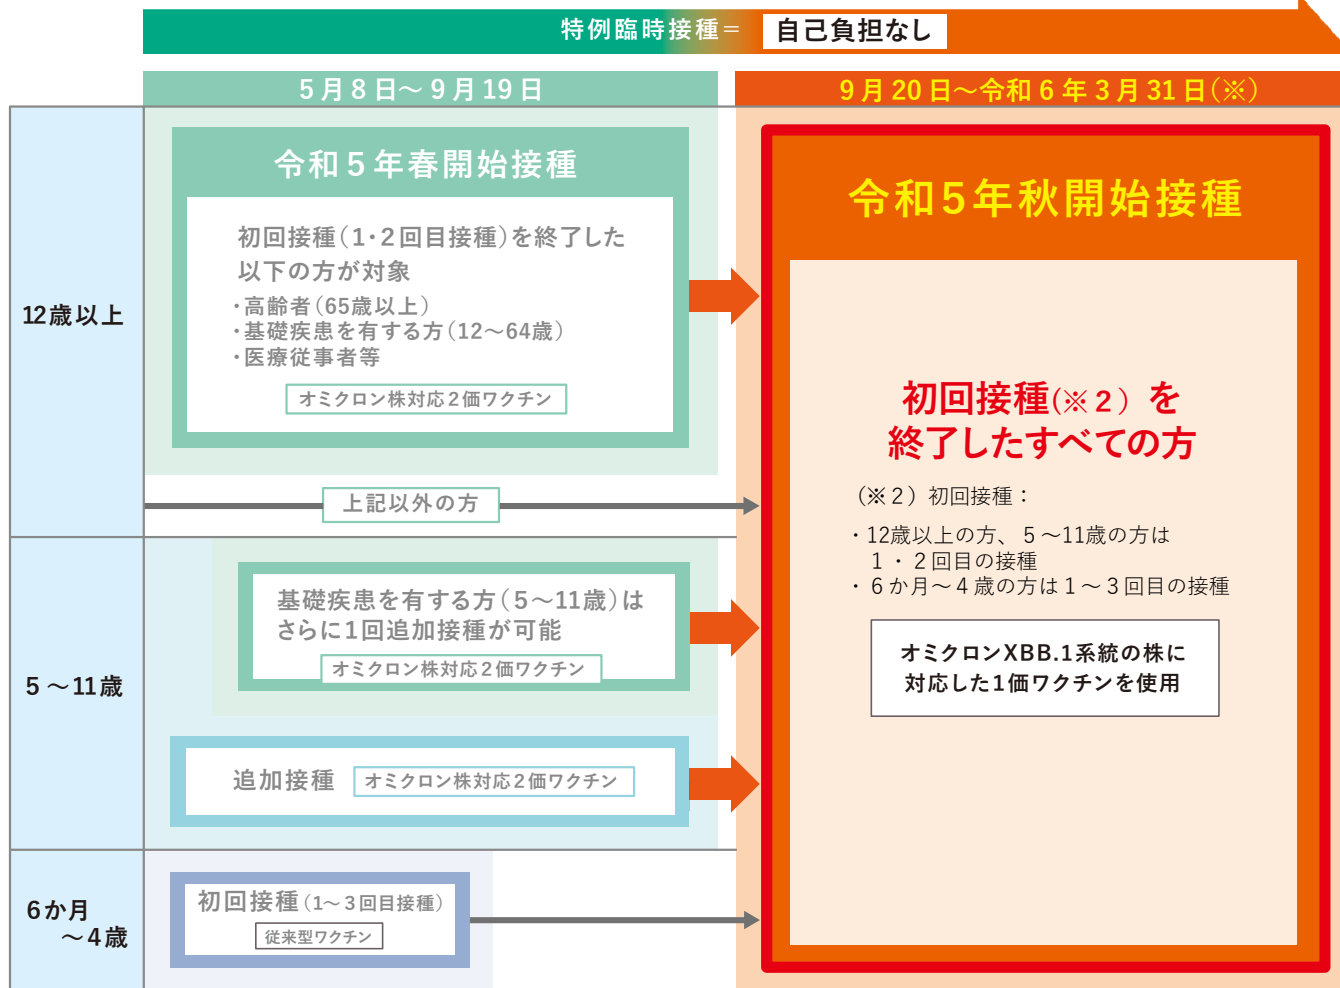 特例臨時接種＝ 自己負担なし
5月8日～9月19日
9月20日～令和6年3月31日(※)
12歳以上
令和5年春開始接種
初回接種（1・2回目接種）を終了した
以下の方が対象
・高齢者（65歳以上）
・基礎疾患を有する方（12～64歳）
・医療従事者等
オミクロン株対応2価ワクチン
上記以外の方
5～11歳
基礎疾患を有する方（5～11歳）は
さらに1回追加接種が可能
オミクロン株対応2価ワクチン
追加接種 オミクロン株対応2価ワクチン
6か月
～4歳
初回接種（1～3回目接種）
従来型ワクチン
令和5年秋開始接種
初回接種(※2）を
終了したすべての方
（※2）初回接種：
・12歳以上の方、5～11歳の方は
1・2回目の接種
・6か月～4歳の方は1～3回目の接種
オミクロンXBB.1系統の株に
対応した1価ワクチンを使用